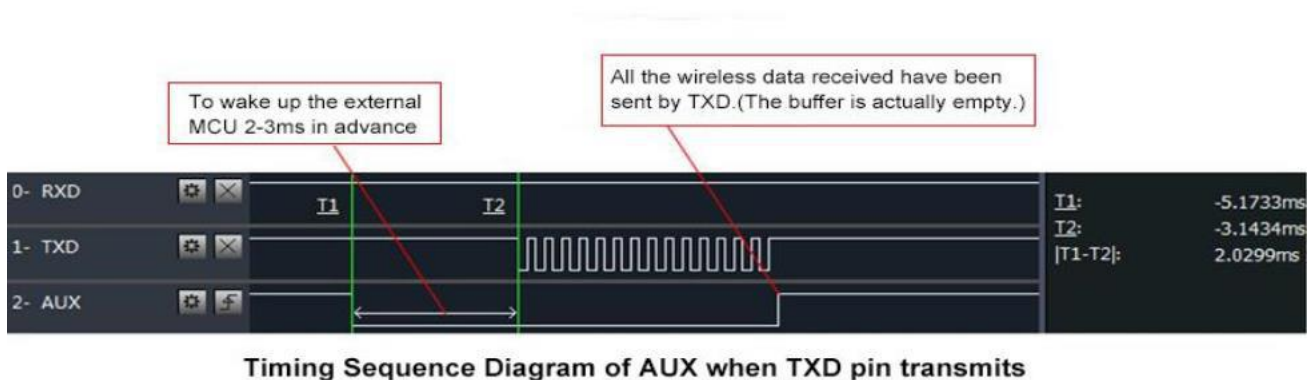 To wake up the external
MCU 2-3ms in advance
All the wireless data received have been
sent by TXD.(The buffer is actually empty.)
0- RXD
T1
T2
1- TXD
2- AUX
T1: -5.1733ms
T2: -3.1434ms
|T1-T2|: 2.0299ms
Timing Sequence Diagram of AUX when TXD pin transmits